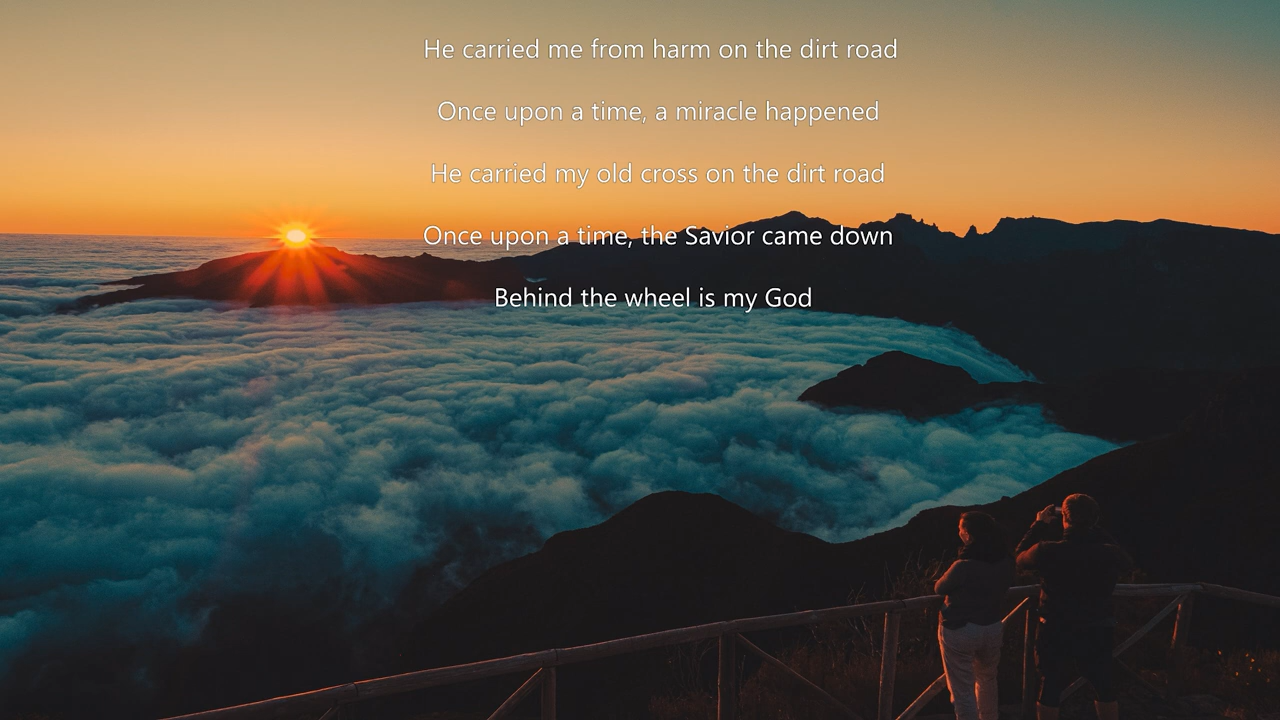 He carried me from harm on the dirt road
Once upon a time, a miracle happened
He carried my old cross on the dirt road
Once upon a time, the Savior came down
Behind the wheel is my God